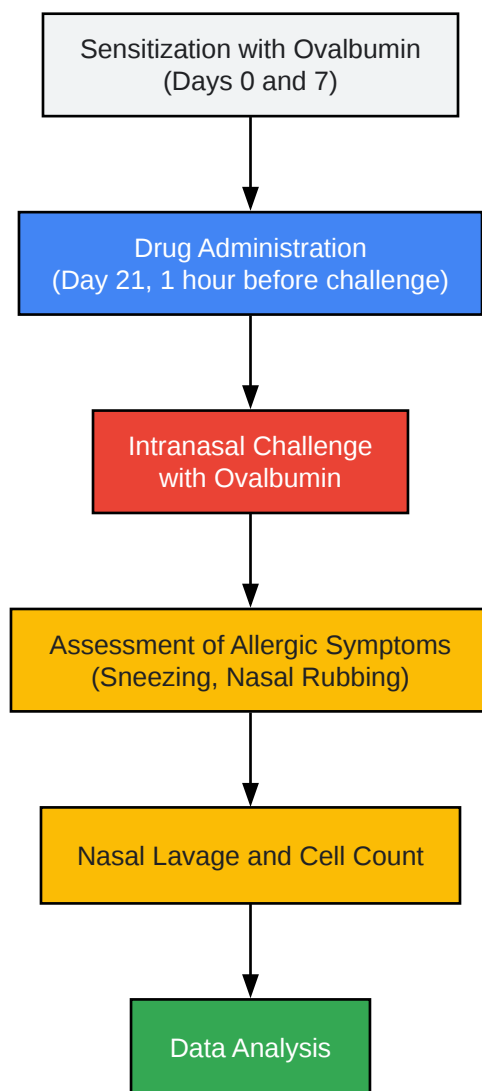 Sensitization with Ovalbumin
(Days 0 and 7)
Drug Administration
(Day 21, 1 hour before challenge)
Intranasal Challenge
with Ovalbumin
Assessment of Allergic Symptoms
(Sneezing, Nasal Rubbing)
Nasal Lavage and Cell Count
Data Analysis